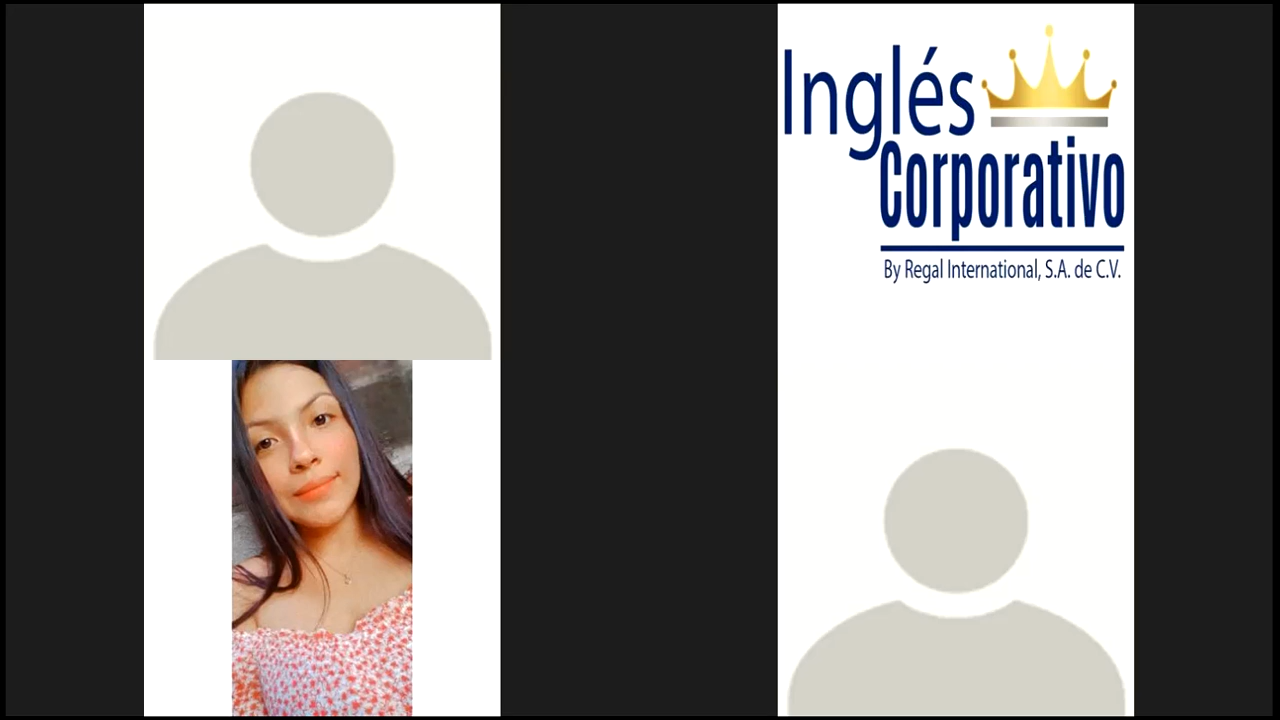 Inglés
Corporativo
By Regal International, S.A. de C.V.